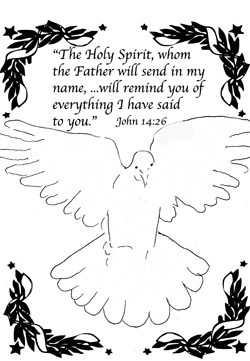 “The Holy Spirit, whom
the Father will send in my
name, ...will remind you of
everything I have said
to you.” John 14:26